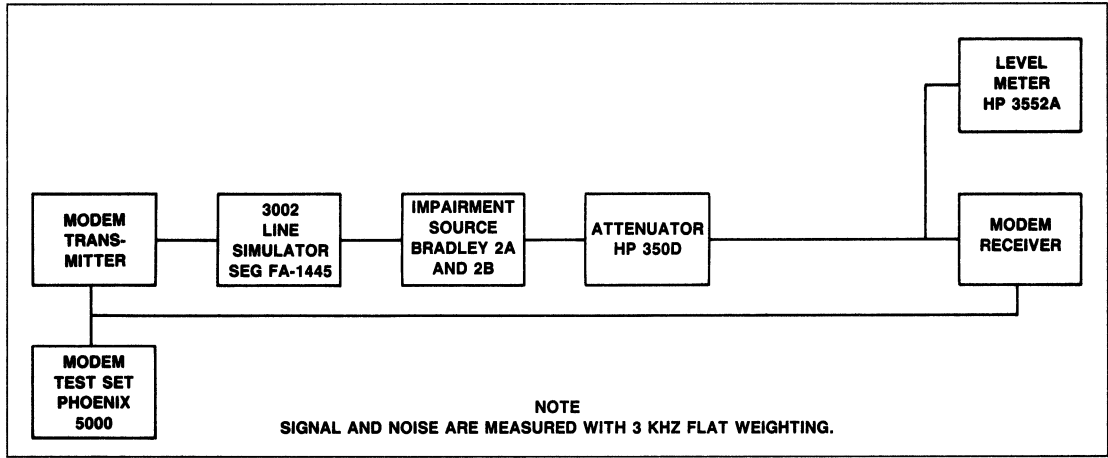 LEVEL
METER
HP 3552A
MODEM
TRANS-
MITTER
3002
LINE
SIMULATOR
SEG FA-1445
IMPAIRMENT
SOURCE
BRADLEY 2A
AND 2B
ATTENUATOR
HP 350D
MODEM
RECEIVER
MODEM
TEST SET
PHOENIX
5000
NOTE
SIGNAL AND NOISE ARE MEASURED WITH 3 KHZ FLAT WEIGHTING.